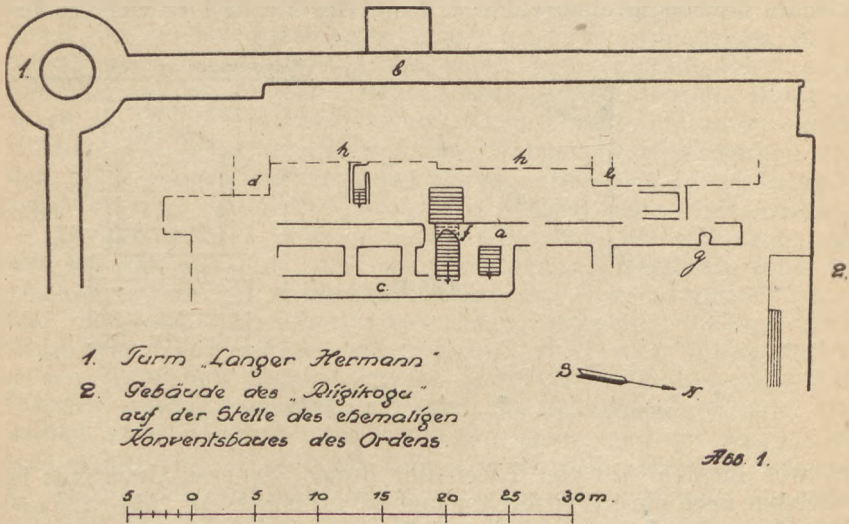 1.
b
h
h
d
e
f
a
g
c.
2.
1. Turm „Langer Hermann“
2. Gebäude des „Riigikogu“
auf der Stelle des ehemaligen
Konventsbaues des Ordens
S N.
Abb. 1.
5 0 5 10 15 20 25 30 m.